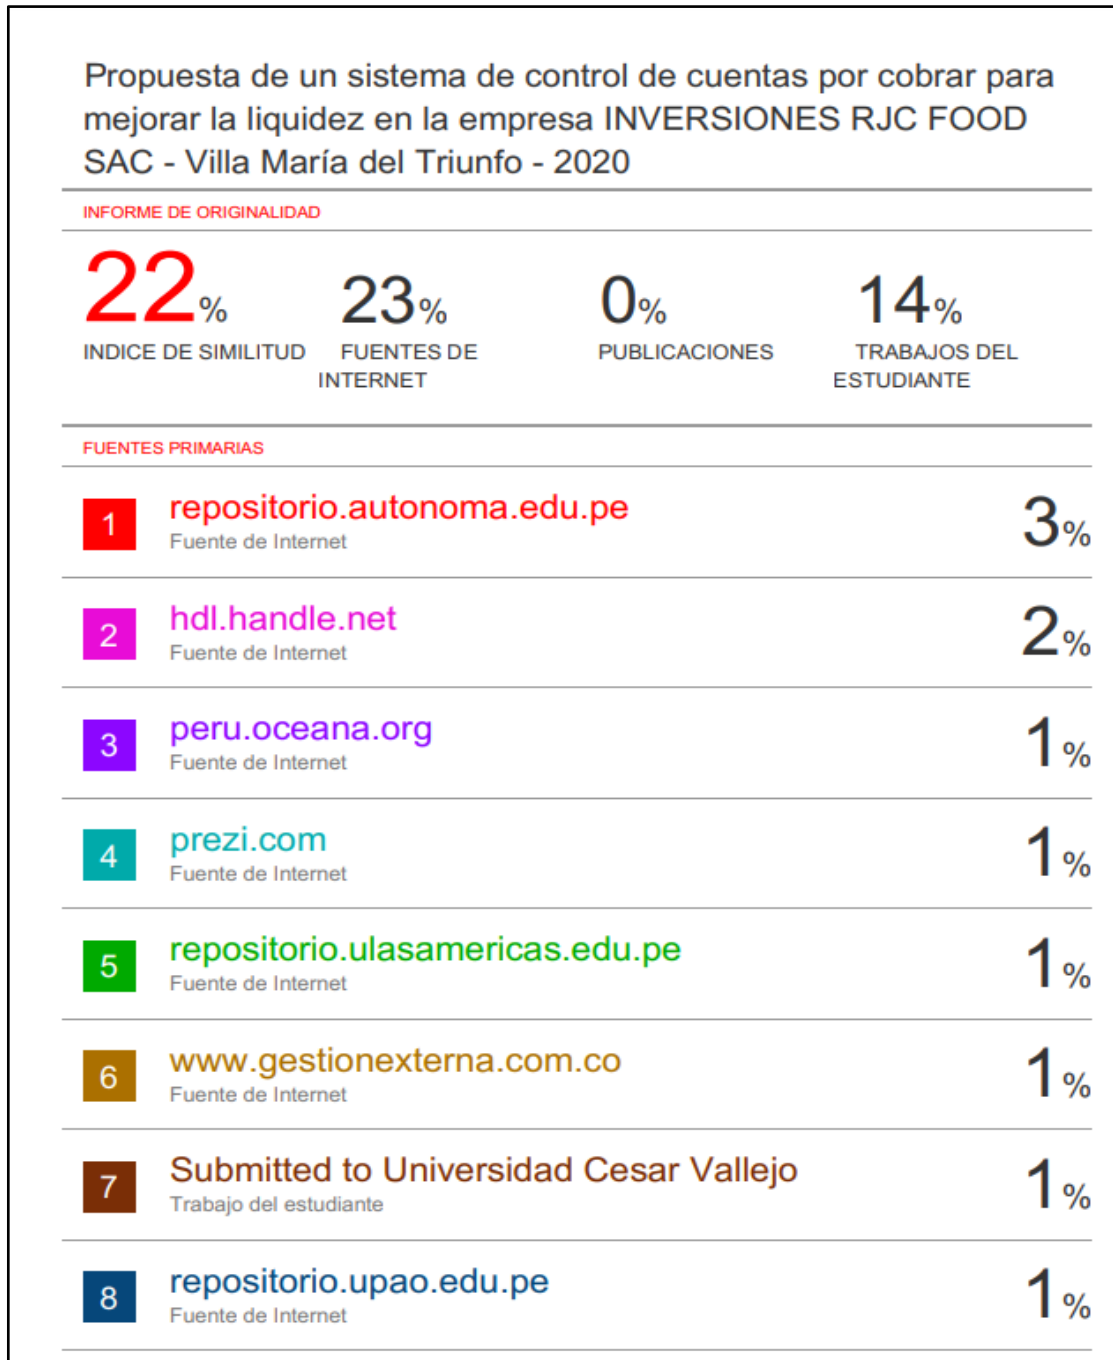 Propuesta de un sistema de control de cuentas por cobrar para
mejorar la liquidez en la empresa INVERSIONES RJC FOOD
SAC - Villa María del Triunfo - 2020
INFORME DE ORIGINALIDAD
22% 23% 0% 14%
INDICE DE SIMILITUD FUENTES DE PUBLICACIONES TRABAJOS DEL
INTERNET ESTUDIANTE
FUENTES PRIMARIAS
1 repositorio.autonoma.edu.pe 3%
Fuente de Internet
2 hdl.handle.net 2%
Fuente de Internet
3 peru.oceana.org 1%
Fuente de Internet
4 prezi.com 1%
Fuente de Internet
5 repositorio.ulasamericas.edu.pe 1%
Fuente de Internet
6 www.gestionexterna.com.co 1%
Fuente de Internet
7 Submitted to Universidad Cesar Vallejo 1%
Trabajo del estudiante
8 repositorio.upao.edu.pe 1%
Fuente de Internet